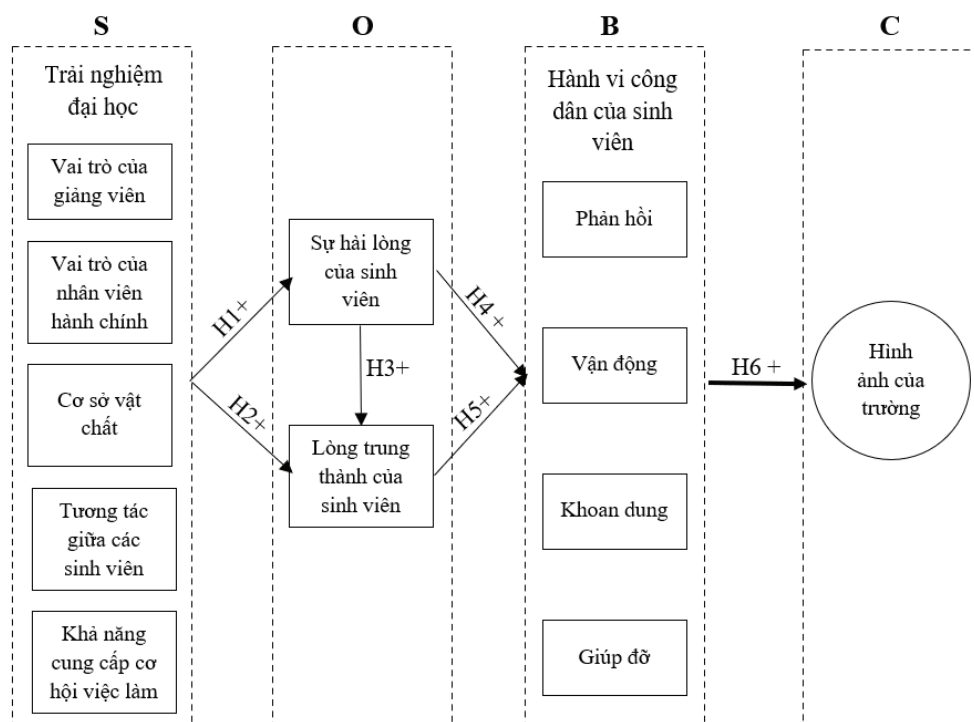 S
O
B
C
Trải nghiệm
đại học
Vai trò của
giảng viên
Vai trò của
nhân viên
hành chính
Cơ sở vật
chất
Tương tác
giữa các
sinh viên
Khả năng
cung cấp cơ
hội việc làm
H1+
H2+
Sự hài lòng
của sinh
viên
H3+
Lòng trung
thành của
sinh viên
H4 +
H5+
Hành vi công
dân của sinh
viên
Phản hồi
Vận động
Khoan dung
Giúp đỡ
H6 +
Hình
ảnh của
trường